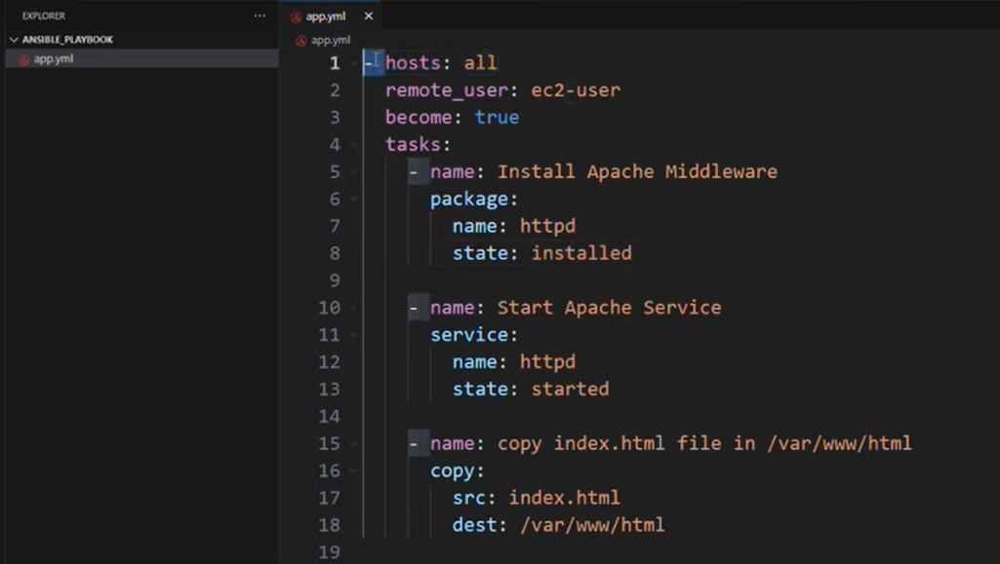 EXPLORER ...
ANSIBLE_PLAYBOOK
app.yml
app.yml ×
app.yml
1 - hosts: all
2 remote_user: ec2-user
3 become: true
4 tasks:
5 - name: Install Apache Middleware
6 package:
7 name: httpd
8 state: installed
9
10 - name: Start Apache Service
11 service:
12 name: httpd
13 state: started
14
15 - name: copy index.html file in /var/www/html
16 copy:
17 src: index.html
18 dest: /var/www/html
19